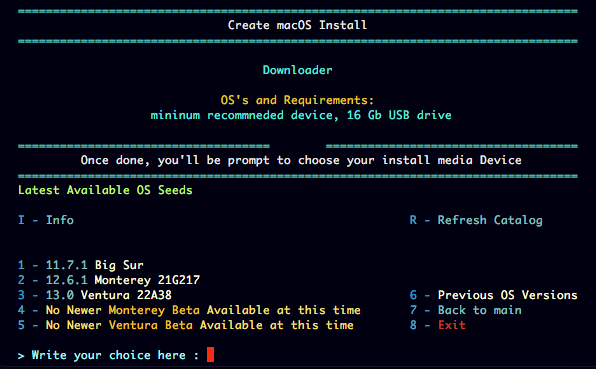 Create macOS Install
Downloader
OS's and Requirements:
mininum recommneded device, 16 Gb USB drive
Once done, you'll be prompt to choose your install media Device
Latest Available OS Seeds
I - Info R - Refresh Catalog
1 - 11.7.1 Big Sur
2 - 12.6.1 Monterey 21G217
3 - 13.0 Ventura 22A38 6 - Previous OS Versions
4 - No Newer Monterey Beta Available at this time 7 - Back to main
5 - No Newer Ventura Beta Available at this time 8 - Exit
> Write your choice here :